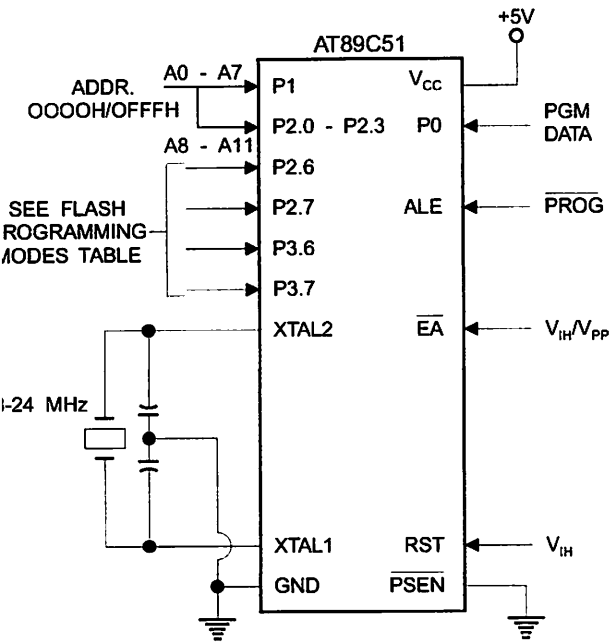 +5V
AT89C51
A0 - A7
P1
VCC
ADDR.
OOOOH/OFFFH
P2.0 - P2.3
P0
PGM
DATA
A8 - A11
P2.6
SEE FLASH
ROGRAMMING
MODES TABLE
P2.7
ALE
PROG
P3.6
P3.7
XTAL2
EA
VIH/VPP
-24 MHz
XTAL1
RST
VIH
GND
PSEN